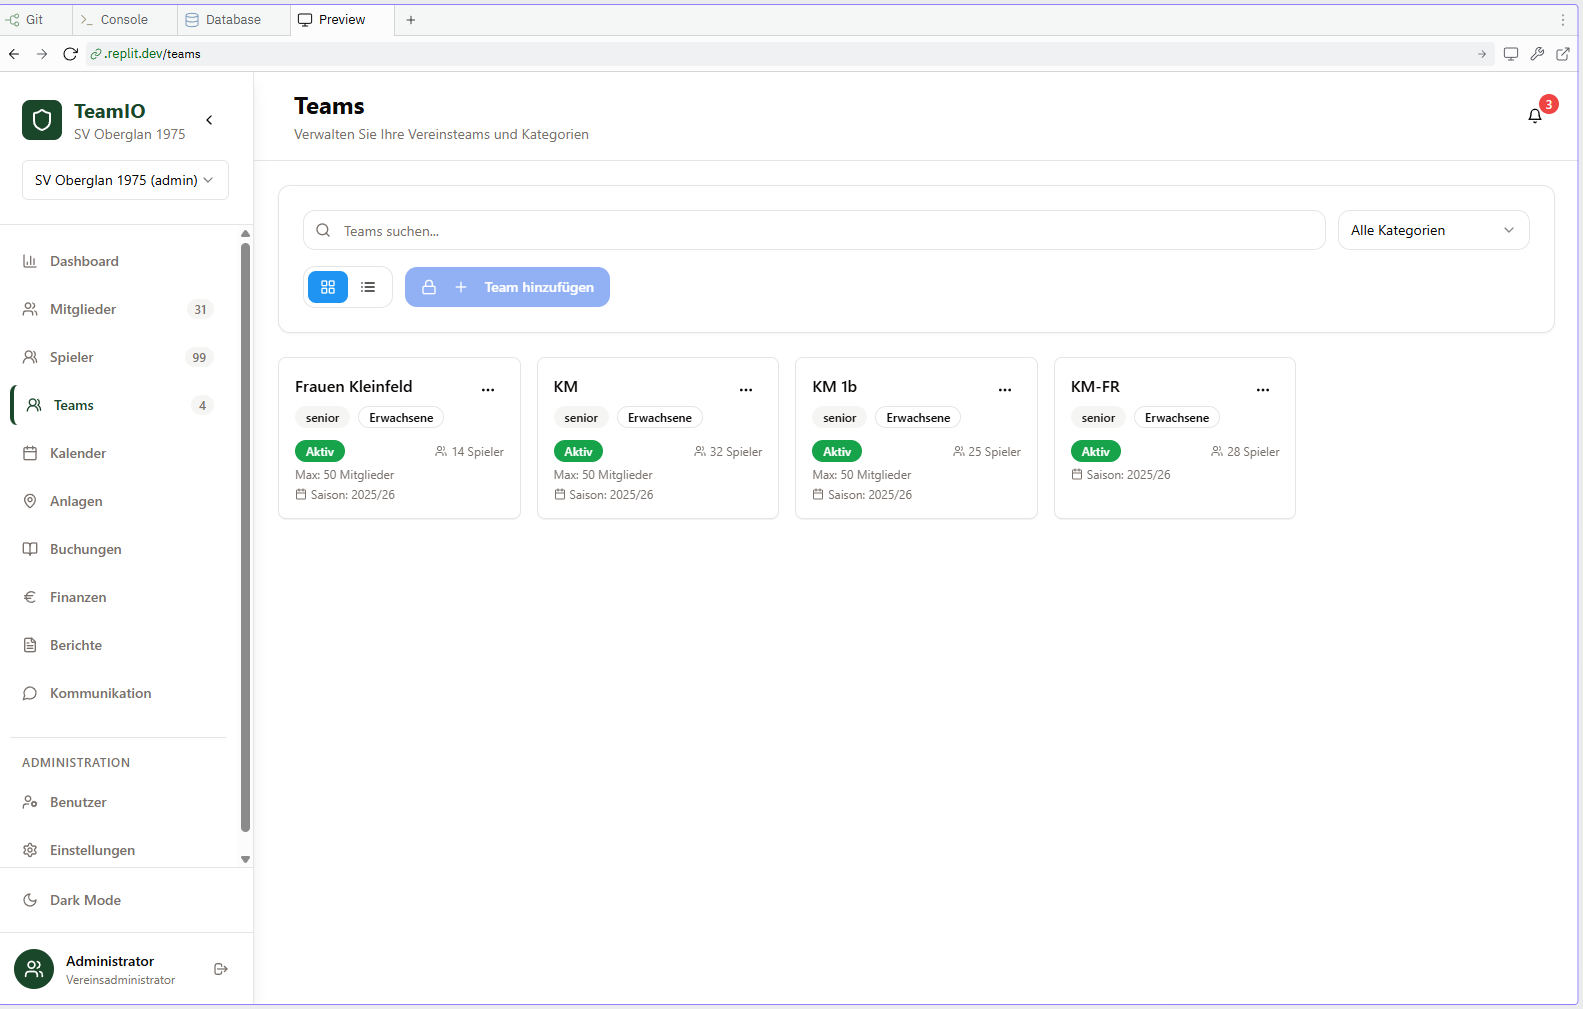 Git
Console
Database
Preview
.replit.dev/teams
TeamIO
SV Oberglan 1975
SV Oberglan 1975 (admin)
Dashboard
Mitglieder 31
Spieler 99
Teams 4
Kalender
Anlagen
Buchungen
Finanzen
Berichte
Kommunikation
ADMINISTRATION
Benutzer
Einstellungen
Dark Mode
Administrator
Vereinsadministrator
Teams
Verwalten Sie Ihre Vereinsteams und Kategorien
3
Teams suchen...
Alle Kategorien
Team hinzufügen
Frauen Kleinfeld
senior Erwachsene
Aktiv 14 Spieler
Max: 50 Mitglieder
Saison: 2025/26
KM
senior Erwachsene
Aktiv 32 Spieler
Max: 50 Mitglieder
Saison: 2025/26
KM 1b
senior Erwachsene
Aktiv 25 Spieler
Max: 50 Mitglieder
Saison: 2025/26
KM-FR
senior Erwachsene
Aktiv 28 Spieler
Saison: 2025/26